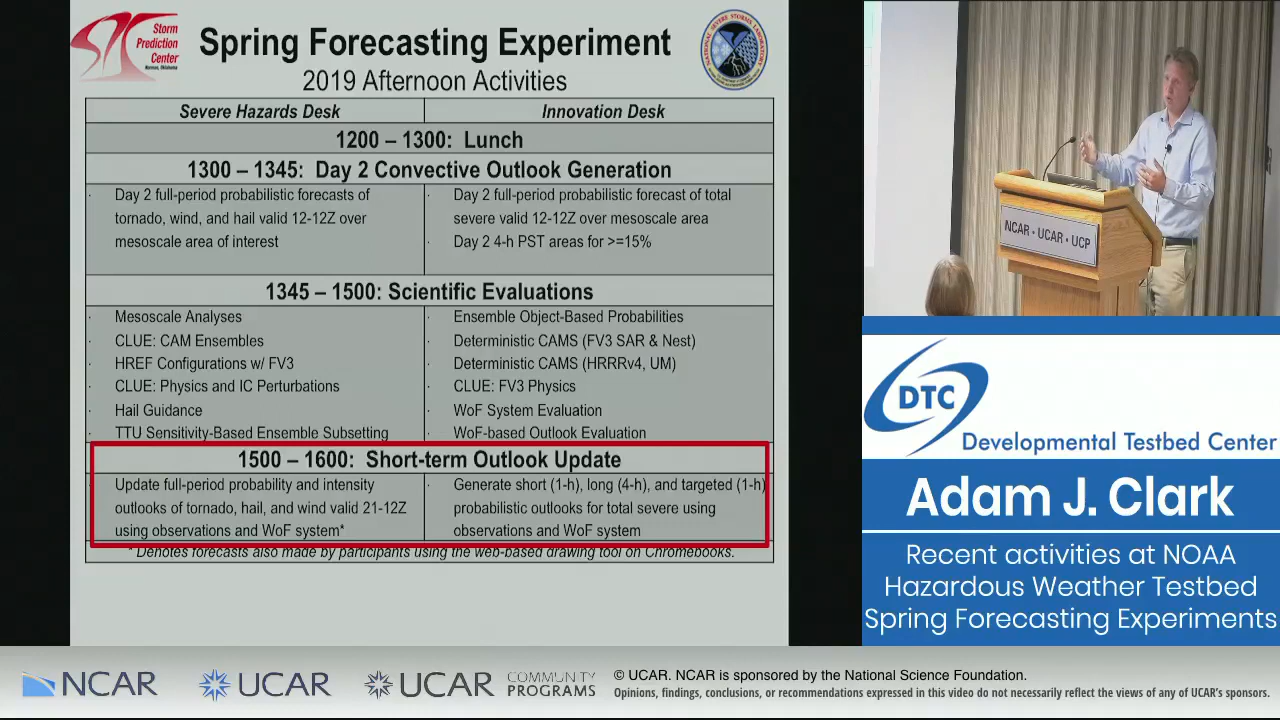 Storm
Prediction
Center
Norman, Oklahoma
Spring Forecasting Experiment
2019 Afternoon Activities
NATIONAL SEVERE STORMS LABORATORY
Severe Hazards Desk
Innovation Desk
1200 – 1300: Lunch
1300 – 1345: Day 2 Convective Outlook Generation
· Day 2 full-period probabilistic forecasts of
tornado, wind, and hail valid 12-12Z over
mesoscale area of interest
· Day 2 full-period probabilistic forecast of total
severe valid 12-12Z over mesoscale area
· Day 2 4-h PST areas for >=15%
1345 – 1500: Scientific Evaluations
· Mesoscale Analyses
· CLUE: CAM Ensembles
· HREF Configurations w/ FV3
· CLUE: Physics and IC Perturbations
· Hail Guidance
· TTU Sensitivity-Based Ensemble Subsetting
· Ensemble Object-Based Probabilities
· Deterministic CAMS (FV3 SAR & Nest)
· Deterministic CAMS (HRRRv4, UM)
· CLUE: FV3 Physics
· WoF System Evaluation
· WoF-based Outlook Evaluation
1500 – 1600: Short-term Outlook Update
· Update full-period probability and intensity
outlooks of tornado, hail, and wind valid 21-12Z
using observations and WoF system*
· Generate short (1-h), long (4-h), and targeted (1-h)
probabilistic outlooks for total severe using
observations and WoF system
* Denotes forecasts also made by participants using the web-based drawing tool on Chromebooks.
NCAR · UCAR · UCP
DTC
Developmental Testbed Center
Adam J. Clark
Recent activities at NOAA
Hazardous Weather Testbed
Spring Forecasting Experiments
NCAR
UCAR
UCAR
COMMUNITY
PROGRAMS
© UCAR. NCAR is sponsored by the National Science Foundation.
Opinions, findings, conclusions, or recommendations expressed in this video do not necessarily reflect the views of any of UCAR's sponsors.